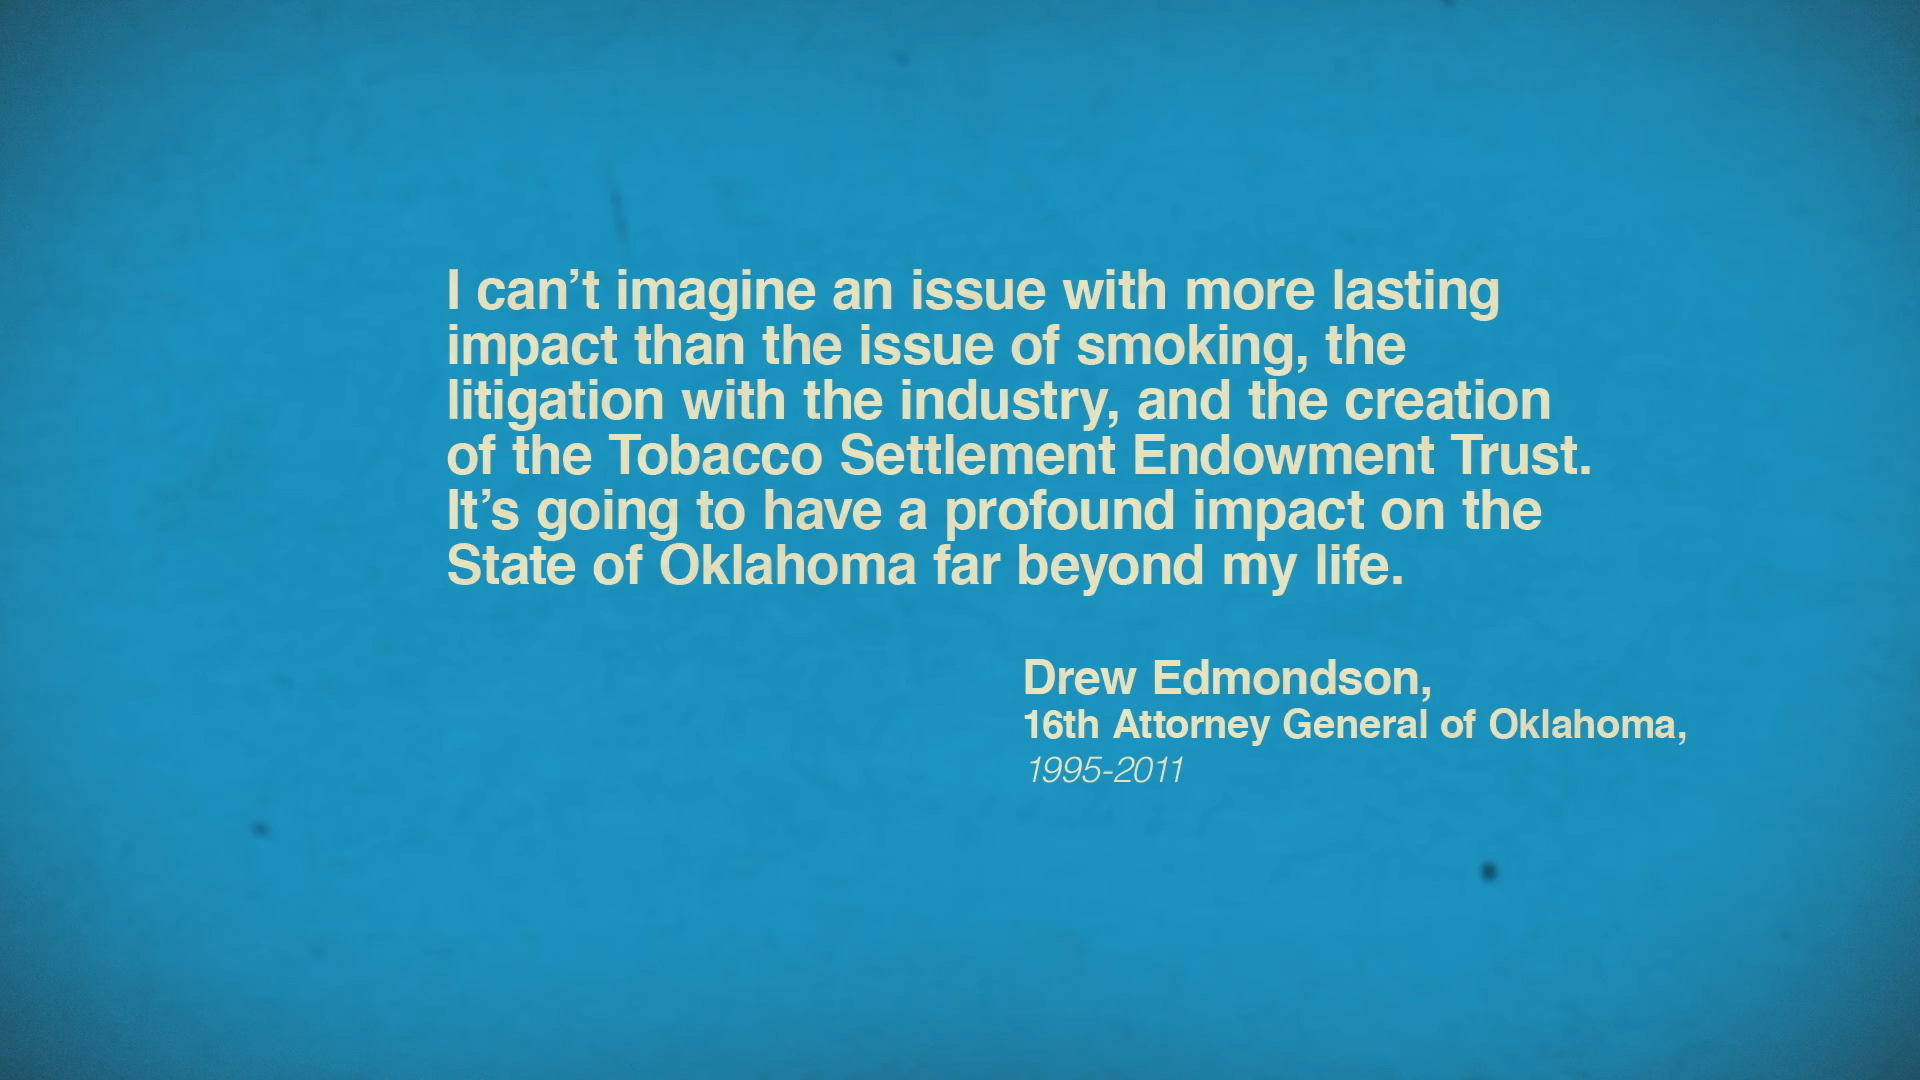 I can’t imagine an issue with more lasting
impact than the issue of smoking, the
litigation with the industry, and the creation
of the Tobacco Settlement Endowment Trust.
It’s going to have a profound impact on the
State of Oklahoma far beyond my life.
Drew Edmondson,
16th Attorney General of Oklahoma,
1995-2011